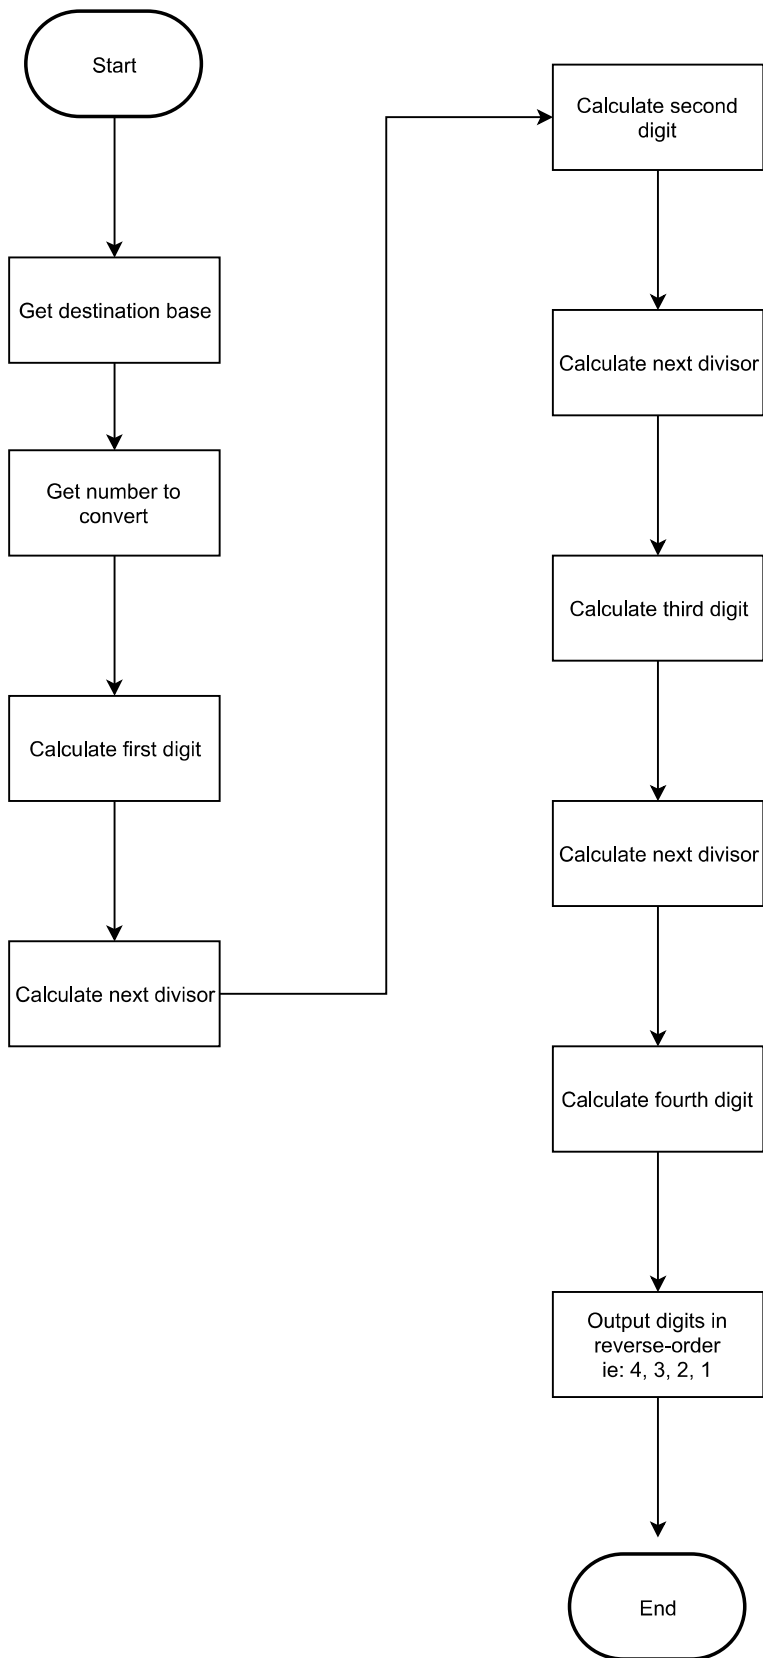 Start
Get destination base
Get number to
convert
Calculate first digit
Calculate next divisor
Calculate second
digit
Calculate next divisor
Calculate third digit
Calculate next divisor
Calculate fourth digit
Output digits in
reverse-order
ie: 4, 3, 2, 1
End